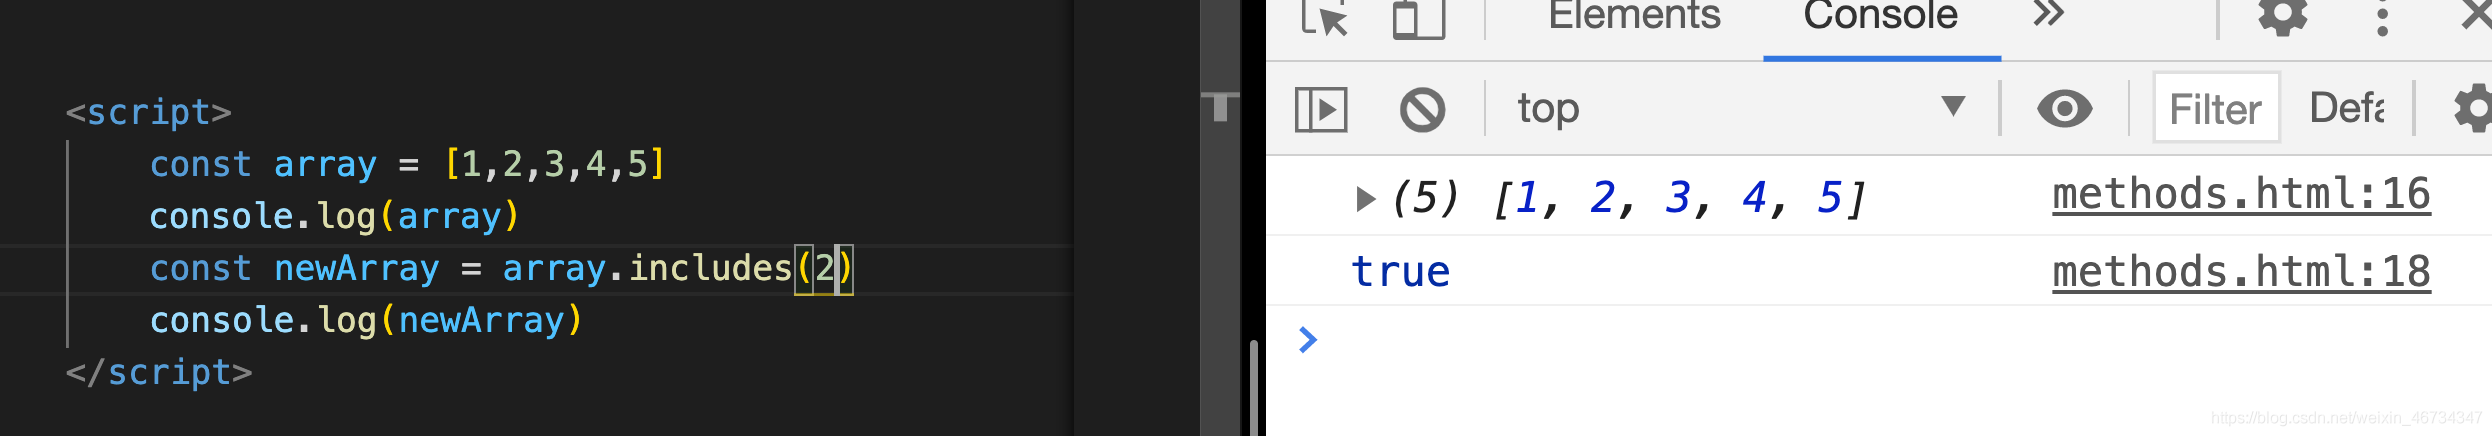 <script>
const array = [1,2,3,4,5]
console.log(array)
const newArray = array.includes(2)
console.log(newArray)
</script>
Elements Console
top Filter Defa
(5) [1, 2, 3, 4, 5] methods.html:16
true methods.html:18
https://blog.csdn.net/weixin_46734347